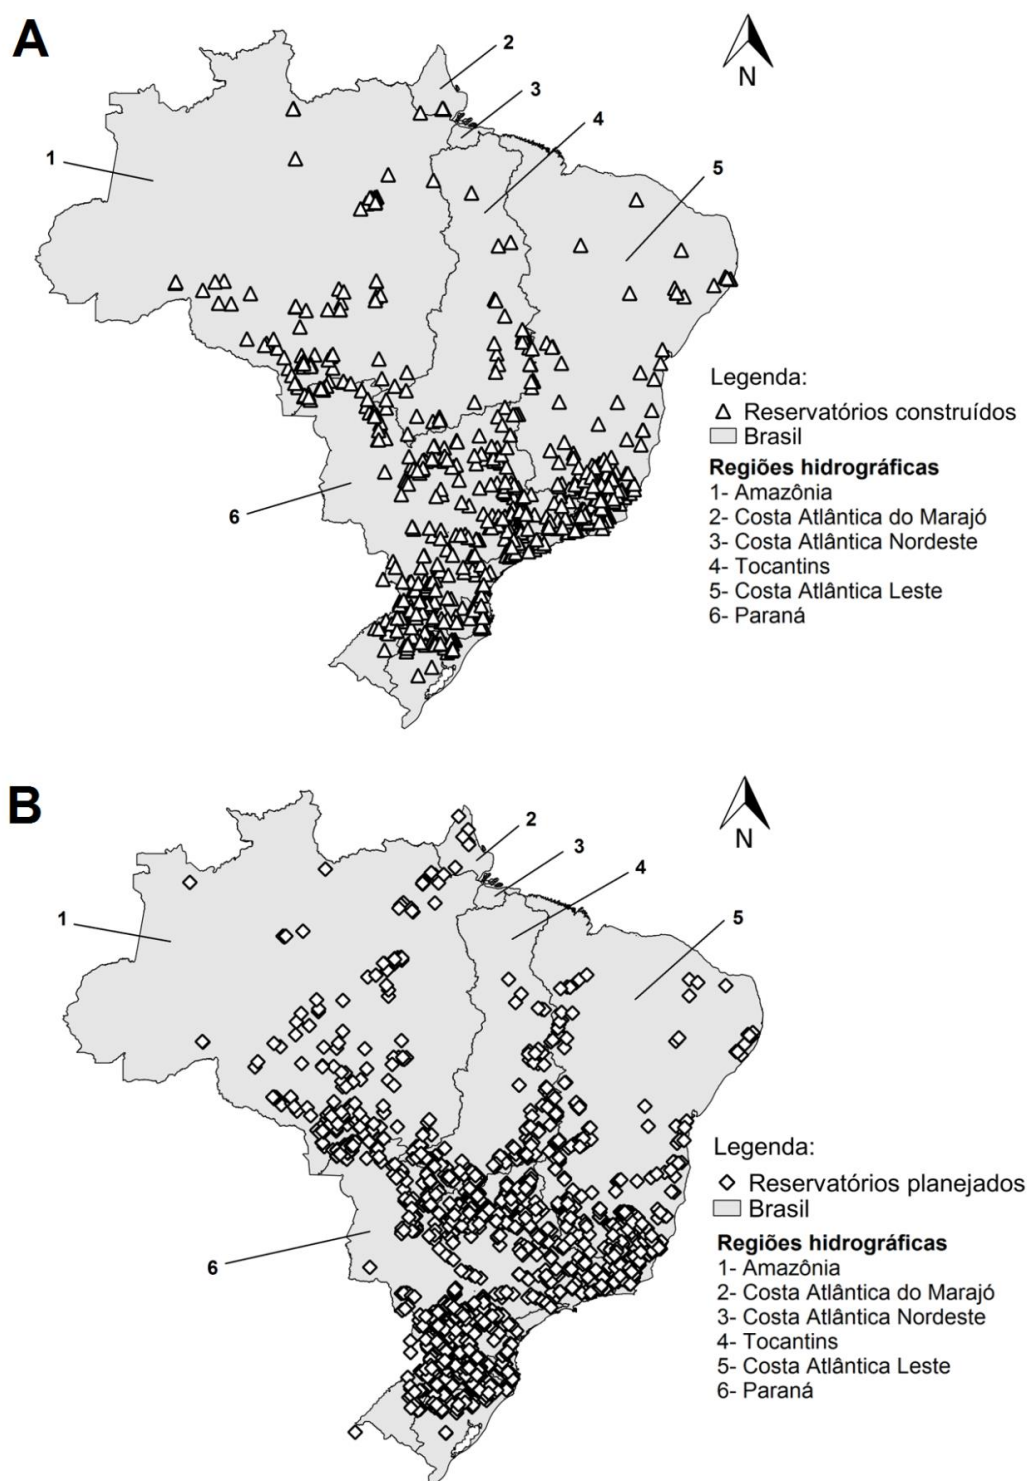 A
N
1
2
3
4
5
6
Legenda:
Reservatórios construídos
Brasil
Regiões hidrográficas
1- Amazônia
2- Costa Atlântica do Marajó
3- Costa Atlântica Nordeste
4- Tocantins
5- Costa Atlântica Leste
6- Paraná
B
N
1
2
3
4
5
6
Legenda:
Reservatórios planejados
Brasil
Regiões hidrográficas
1- Amazônia
2- Costa Atlântica do Marajó
3- Costa Atlântica Nordeste
4- Tocantins
5- Costa Atlântica Leste
6- Paraná